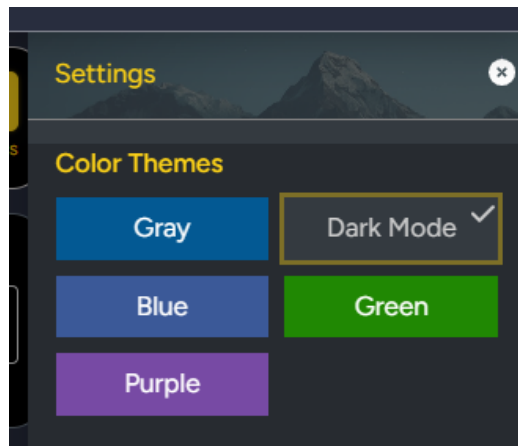 Settings
s
Color Themes
Gray
Dark Mode
Blue
Green
Purple